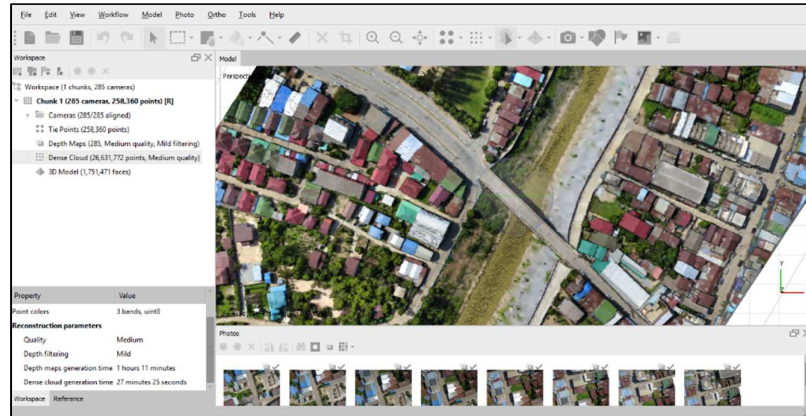 File Edit View Workflow Model Photo Ortho Tools Help
Workspace
Model
Workspace (1 chunks, 285 cameras)
Perspecti
Chunk 1 (285 cameras, 258,360 points) [R]
Cameras (285/285 aligned)
Tie Points (258,360 points)
Depth Maps (285, Medium quality, Mild filtering)
Dense Cloud (26,631,772 points, Medium quality)
3D Model (1,751,471 faces)
Y
Property Value
Point colors 3 bands, uint8
Reconstruction parameters
Quality Medium
Depth filtering Mild
Depth maps generation time 1 hours 11 minutes
Dense cloud generation time 27 minutes 25 seconds
Workspace Reference
Photos